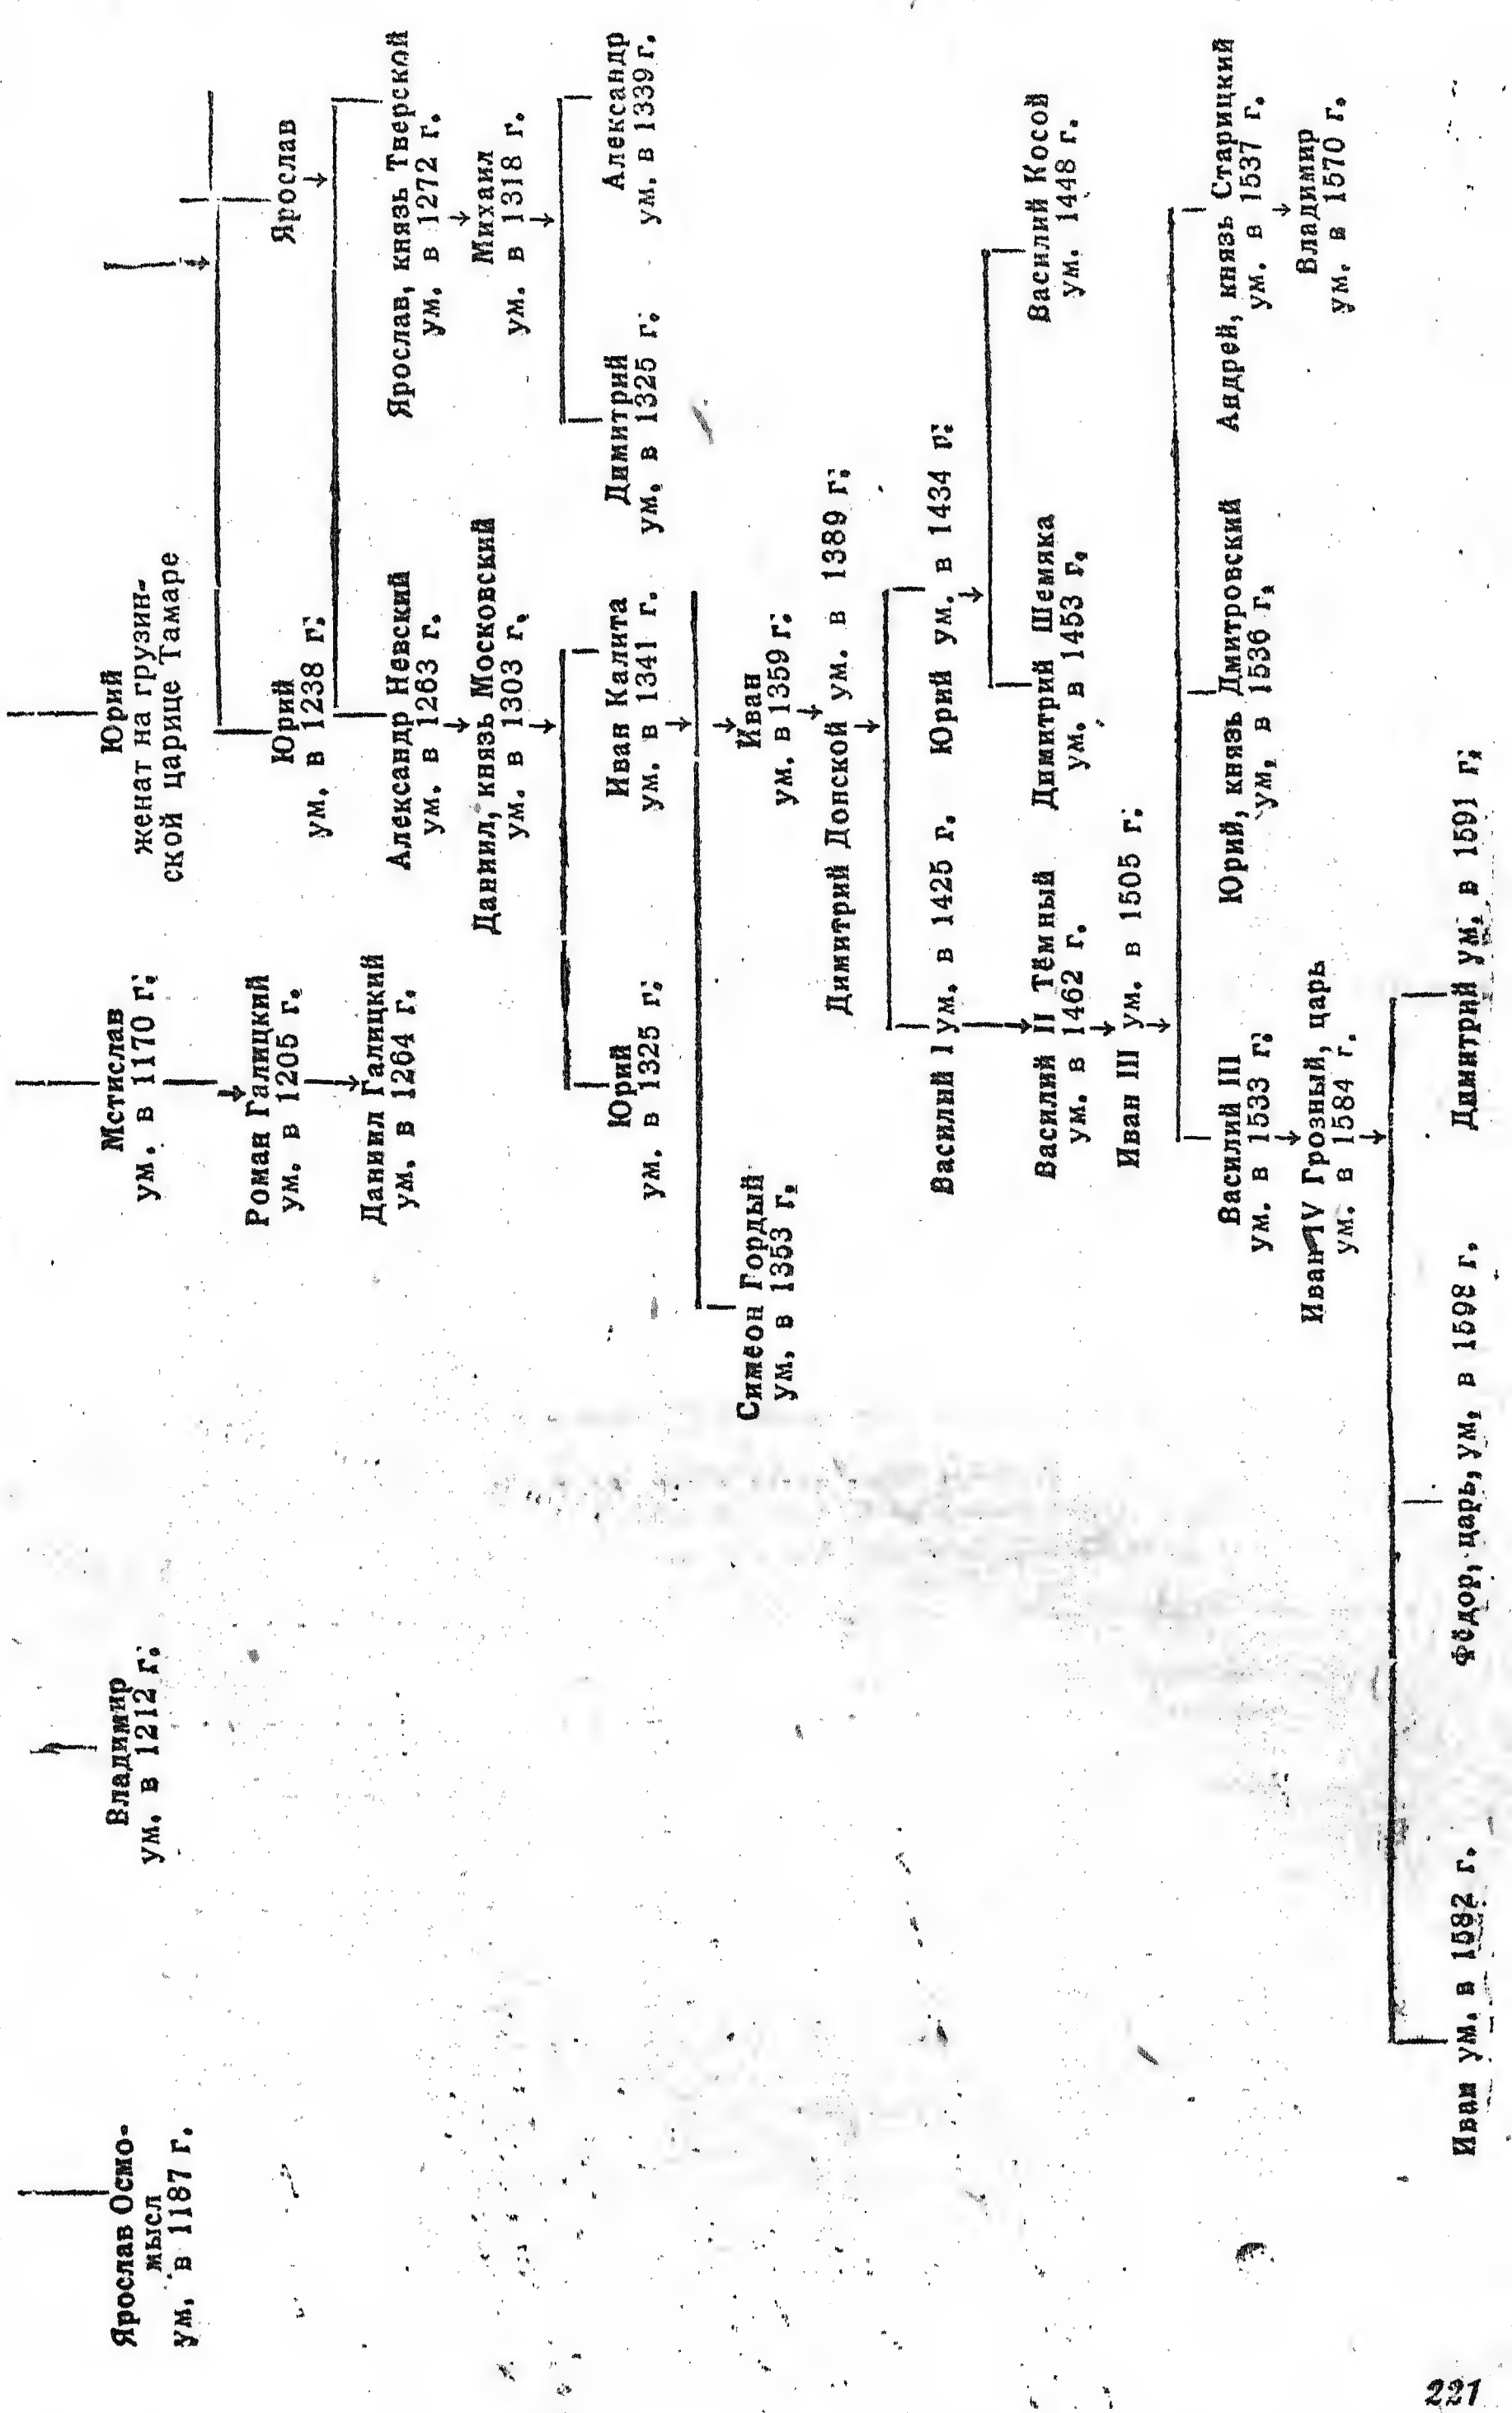 Ярослав Осмо-
мысл
ум. в 1187 г.
Владимир
ум. в 1212 г.
Мстислав
ум. в 1170 г.
Юрий
женат на грузин-
ской царице Тамаре
Роман Галицкий
ум. в 1205 г.
Юрий
ум. в 1238 г.
Ярослав
Даниил Галицкий
ум. в 1264 г.
Александр Невский
ум. в 1263 г.
Ярослав, князь Тверской
ум. в 1272 г.
Даниил, князь Московский
ум. в 1303 г.
Михаил
ум. в 1318 г.
Юрий
ум. в 1325 г.
Иван Калита
ум. в 1341 г.
Димитрий
ум. в 1325 г.
Александр
ум. в 1339 г.
Симеон Гордый
ум. в 1353 г.
Иван
ум. в 1359 г.
Димитрий Донской ум. в 1389 г.
Василий I ум. в 1425 г.
Юрий ум. в 1434 г.
Василий II Тёмный
ум. в 1462 г.
Димитрий Шемяка
ум. в 1453 г.
Василий Косой
ум. 1448 г.
Иван III ум. в 1505 г.
Василий III
ум. в 1533 г.
Юрий, князь Дмитровский
ум. в 1536 г.
Андрей, князь Старицкий
ум. в 1537 г.
Иван IV Грозный, царь
ум. в 1584 г.
Владимир
ум. в 1570 г.
Иван ум. в 1582 г.
Фёдор, царь, ум. в 1598 г.
Димитрий ум. в 1591 г.
221